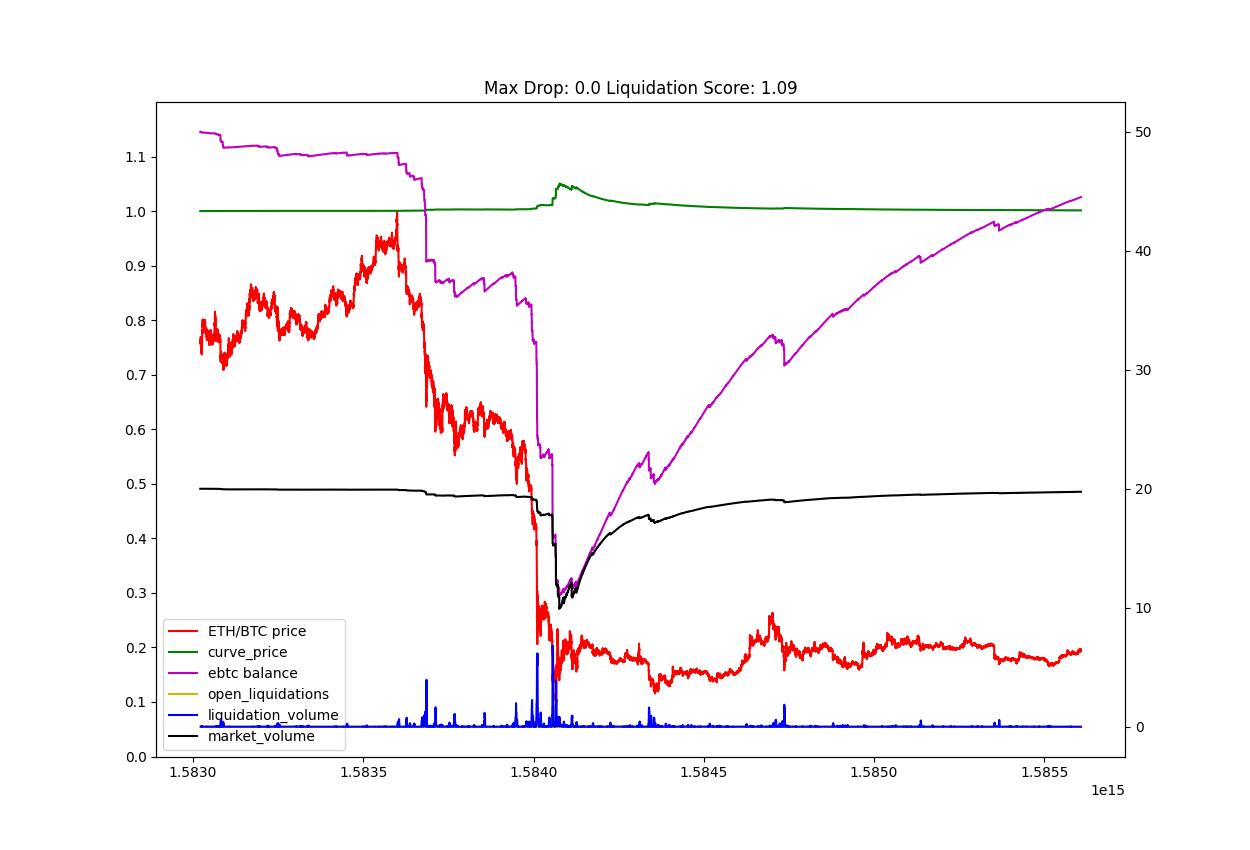 Max Drop: 0.0 Liquidation Score: 1.09
1.1
1.0
0.9
0.8
0.7
0.6
0.5
0.4
0.3
0.2
0.1
0.0
50
40
30
20
10
0
ETH/BTC price
curve_price
ebtc balance
open_liquidations
liquidation_volume
market_volume
1.5830 1.5835 1.5840 1.5845 1.5850 1.5855
1e15